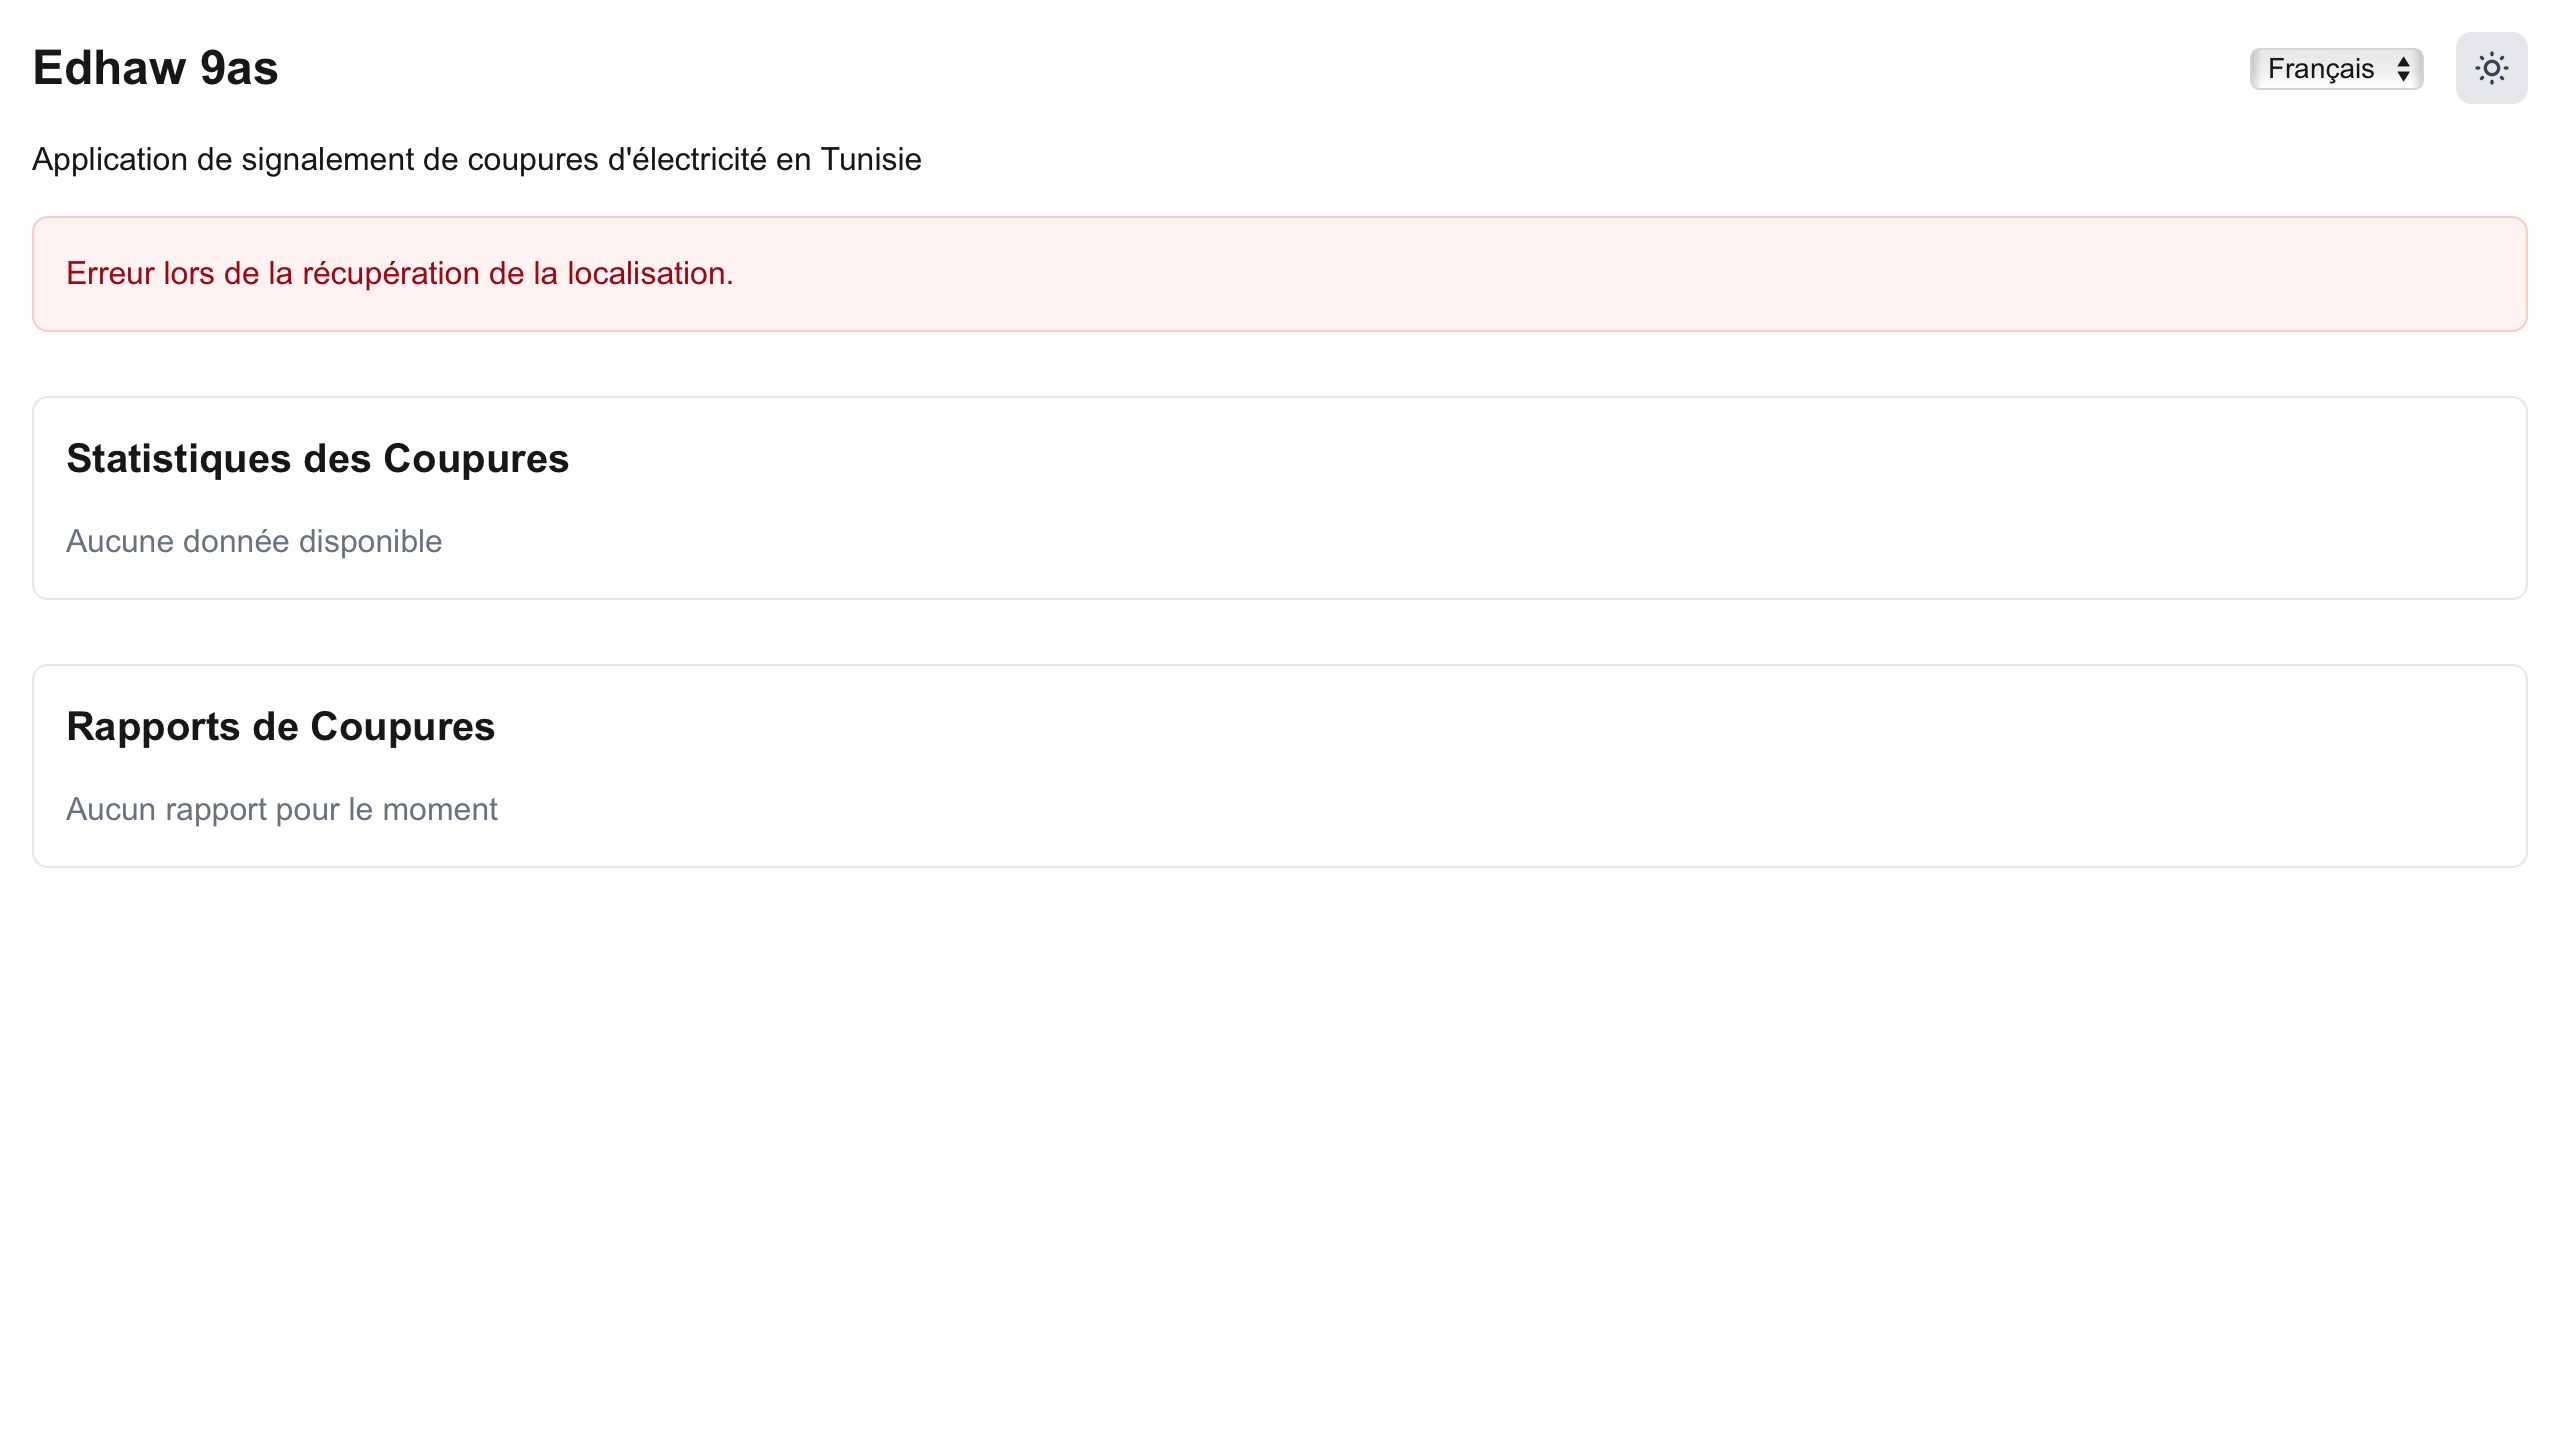 Edhaw 9as
Français
Application de signalement de coupures d'électricité en Tunisie
Erreur lors de la récupération de la localisation.
Statistiques des Coupures
Aucune donnée disponible
Rapports de Coupures
Aucun rapport pour le moment